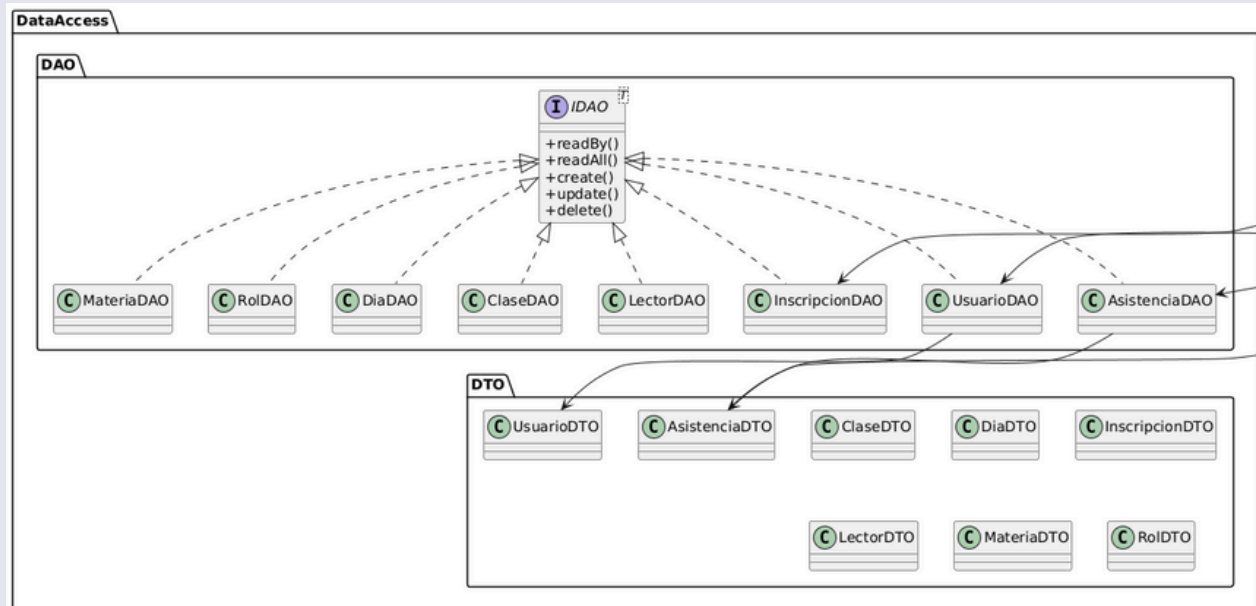 DataAccess
DAO
T
I IDAO
+readBy()
+readAll()
+create()
+update()
+delete()
C MateriaDAO
C RolDAO
C DiaDAO
C ClaseDAO
C LectorDAO
C InscripcionDAO
C UsuarioDAO
C AsistenciaDAO
DTO
C UsuarioDTO
C AsistenciaDTO
C ClaseDTO
C DiaDTO
C InscripcionDTO
C LectorDTO
C MateriaDTO
C RolDTO